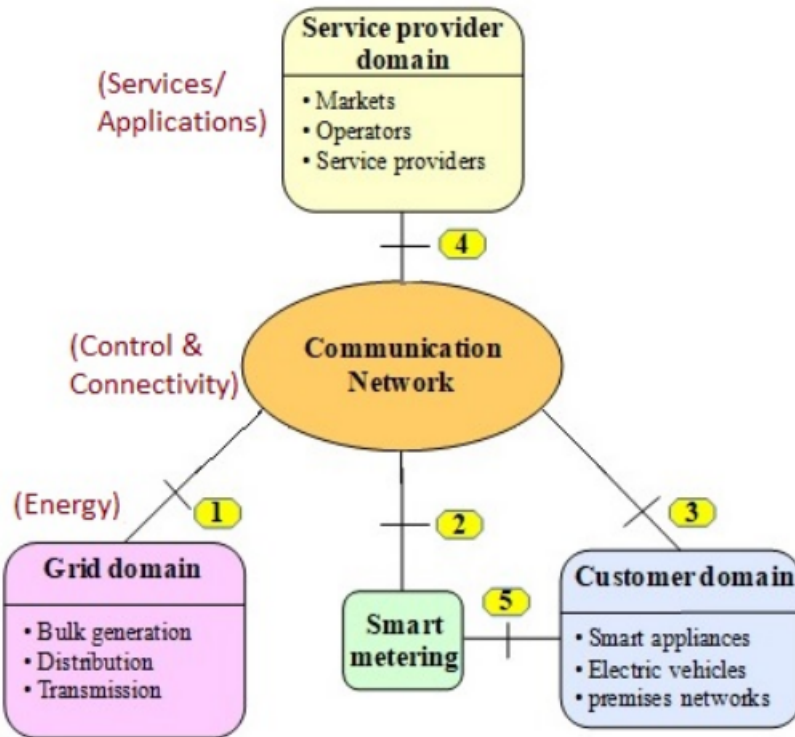 Service provider
domain
• Markets
• Operators
• Service providers
(Services/
Applications)
4
(Control &
Connectivity)
Communication
Network
(Energy)
1
2
3
Grid domain
• Bulk generation
• Distribution
• Transmission
Smart
metering
5
Customer domain
• Smart appliances
• Electric vehicles
• premises networks